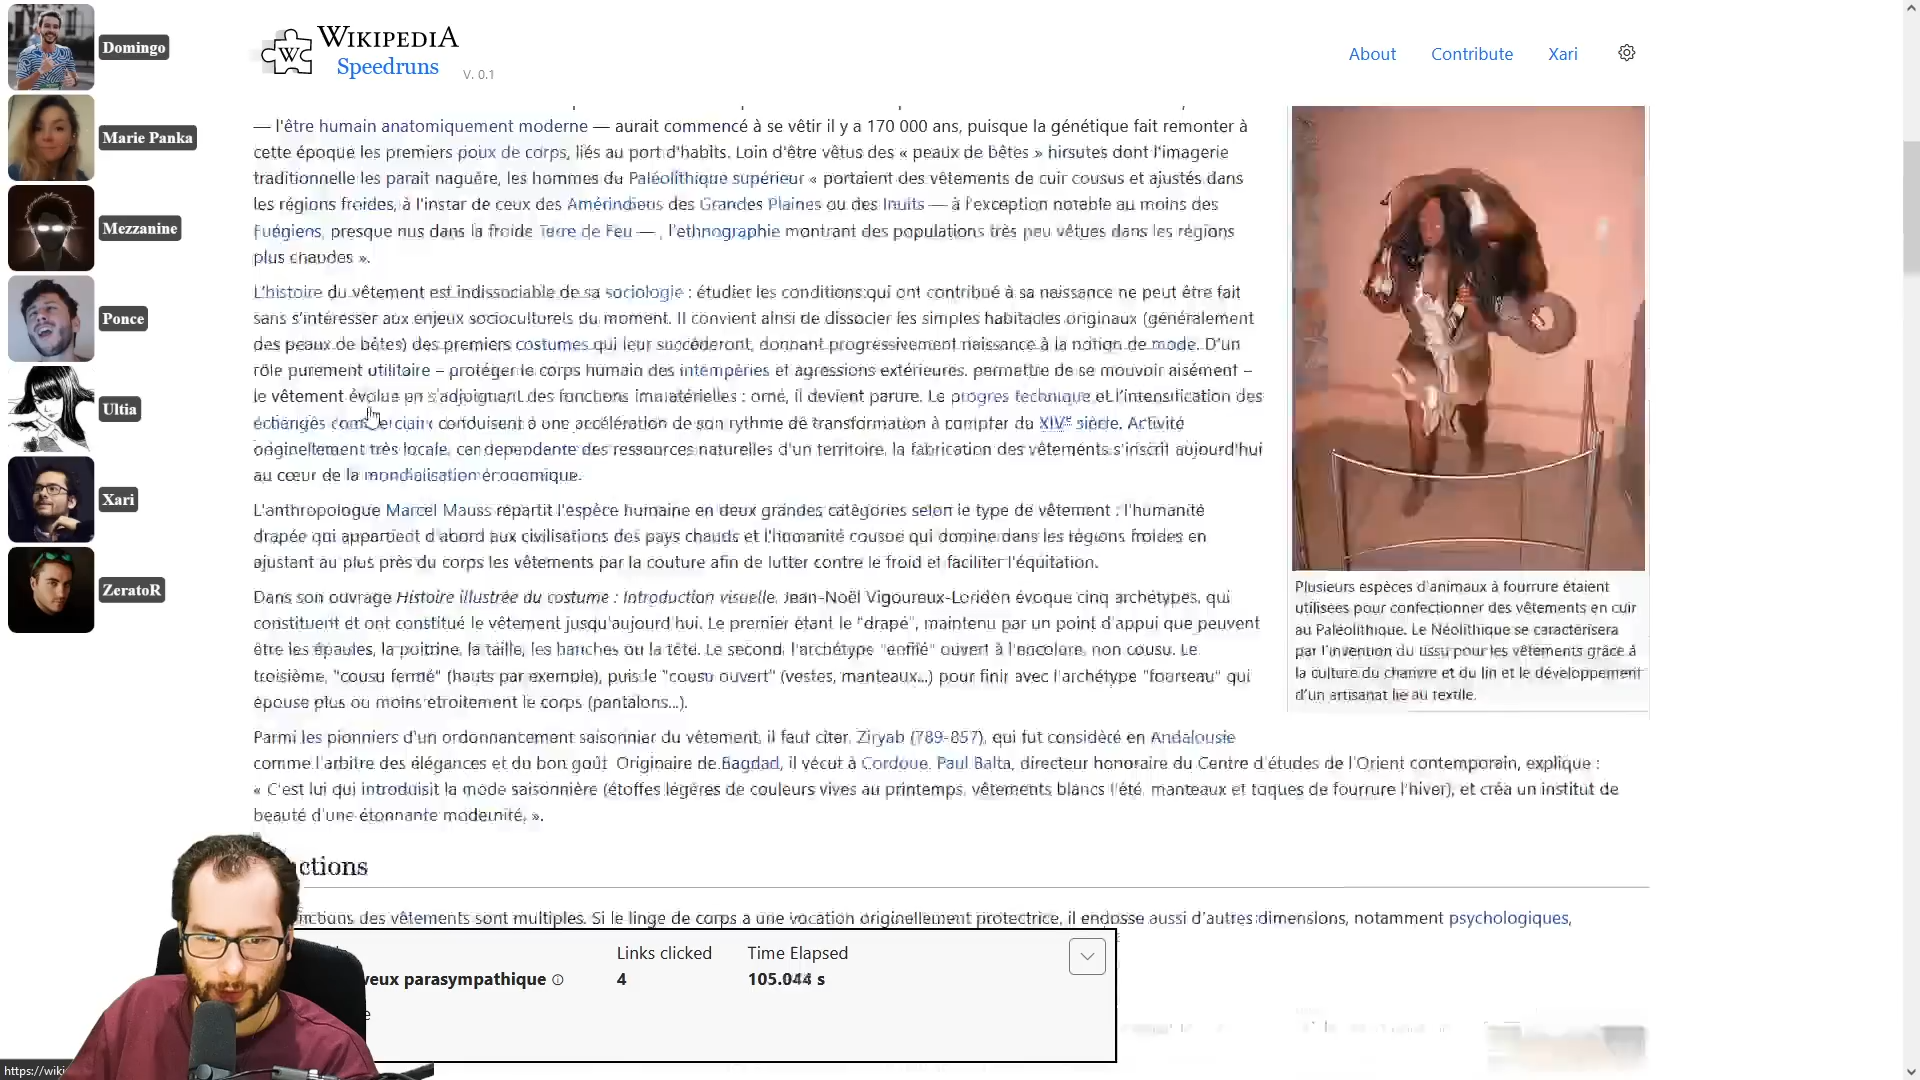 Domingo
Marie Panka
Mezzanine
Ponce
Ultia
Xari
ZeratoR
WIKIPEDIA
Speedruns
V. 0.1
About
Contribute
Xari
— l'être humain anatomiquement moderne — aurait commencé à se vêtir il y a 170 000 ans, puisque la génétique fait remonter à
cette époque les premiers poux de corps, liés au port d'habits. Loin d'être vêtus des « peaux de bêtes » hirsutes dont l'imagerie
traditionnelle les parait naguère, les hommes du Paléolithique supérieur « portaient des vêtements de cuir cousus et ajustés dans
les régions froides, à l'instar de ceux des Amérindiens des Grandes Plaines ou des Inuits — à l'exception notable au moins des
Fuégiens, presque nus dans la froide Terre de Feu — , l'ethnographie montrant des populations très peu vêtues dans les régions
plus chaudes ».
L'histoire du vêtement est indissociable de sa sociologie : étudier les conditions qui ont contribué à sa naissance ne peut être fait
sans s'intéresser aux enjeux socioculturels du moment. Il convient ainsi de dissocier les simples habitacles originaux (généralement
des peaux de bêtes) des premiers costumes qui leur succéderont, donnant progressivement naissance à la notion de mode. D'un
rôle purement utilitaire – protéger le corps humain des intempéries et agressions extérieures, permettre de se mouvoir aisément –
le vêtement évolue en s'adjoignant des fonctions immatérielles : orné, il devient parure. Le progrès technique et l'intensification des
échanges commerciaux conduisent à une accélération de son rythme de transformation à compter du XIVe siècle. Activité
originellement très locale, car dépendante des ressources naturelles d'un territoire, la fabrication des vêtements s'inscrit aujourd'hui
au cœur de la mondialisation économique.
L'anthropologue Marcel Mauss répartit l'espèce humaine en deux grandes catégories selon le type de vêtement : l'humanité
drapée qui appartient d'abord aux civilisations des pays chauds et l'humanité cousue qui domine dans les régions froides en
ajustant au plus près du corps les vêtements par la couture afin de lutter contre le froid et faciliter l'équitation.
Dans son ouvrage Histoire illustrée du costume : Introduction visuelle, Jean-Noël Vigoureux-Loridon évoque cinq archétypes, qui
constituent et ont constitué le vêtement jusqu'aujourd'hui. Le premier étant le "drapé", maintenu par un point d'appui que peuvent
être les épaules, la poitrine, la taille, les hanches ou la tête. Le second l'archétype "enfilé" ouvert à l'encolure, non cousu. Le
troisième, "cousu fermé" (hauts par exemple), puis le "cousu ouvert" (vestes, manteaux...) pour finir avec l'archétype "fourreau" qui
épouse plus ou moins étroitement le corps (pantalons...).
Parmi les pionniers d'un ordonnancement saisonnier du vêtement, il faut citer Ziryab (789-857), qui fut considéré en Andalousie
comme l'arbitre des élégances et du bon goût. Originaire de Bagdad, il vécut à Cordoue. Paul Balta, directeur honoraire du Centre d'études de l'Orient contemporain, explique :
« C'est lui qui introduisit la mode saisonnière (étoffes légères de couleurs vives au printemps, vêtements blancs l'été, manteaux et toques de fourrure l'hiver), et créa un institut de
beauté d'une étonnante modernité, ».
Plusieurs espèces d'animaux à fourrure étaient
utilisées pour confectionner des vêtements en cuir
au Paléolithique. Le Néolithique se caractérisera
par l'invention du tissu pour les vêtements grâce à
la culture du chanvre et du lin et le développement
d'un artisanat lié au textile.
ctions
nctions des vêtements sont multiples. Si le linge de corps a une vocation originellement protectrice, il endosse aussi d'autres dimensions, notamment psychologiques,
Links clicked
Time Elapsed
veux parasympathique
4
105.044 s
e
https://wiki